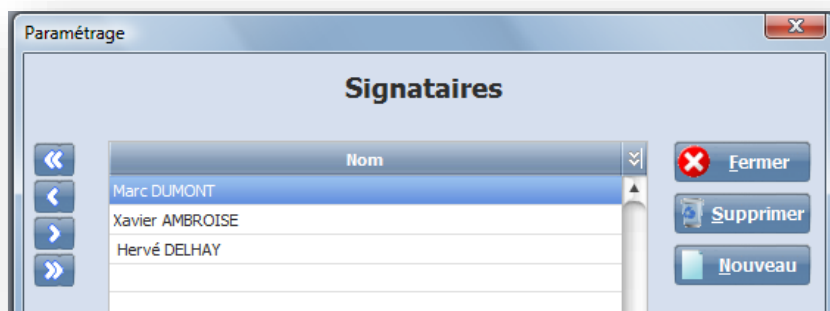 Paramétrage
Signataires
Nom
Marc DUMONT
Xavier AMBROISE
Hervé DELHAY
Fermer
Supprimer
Nouveau